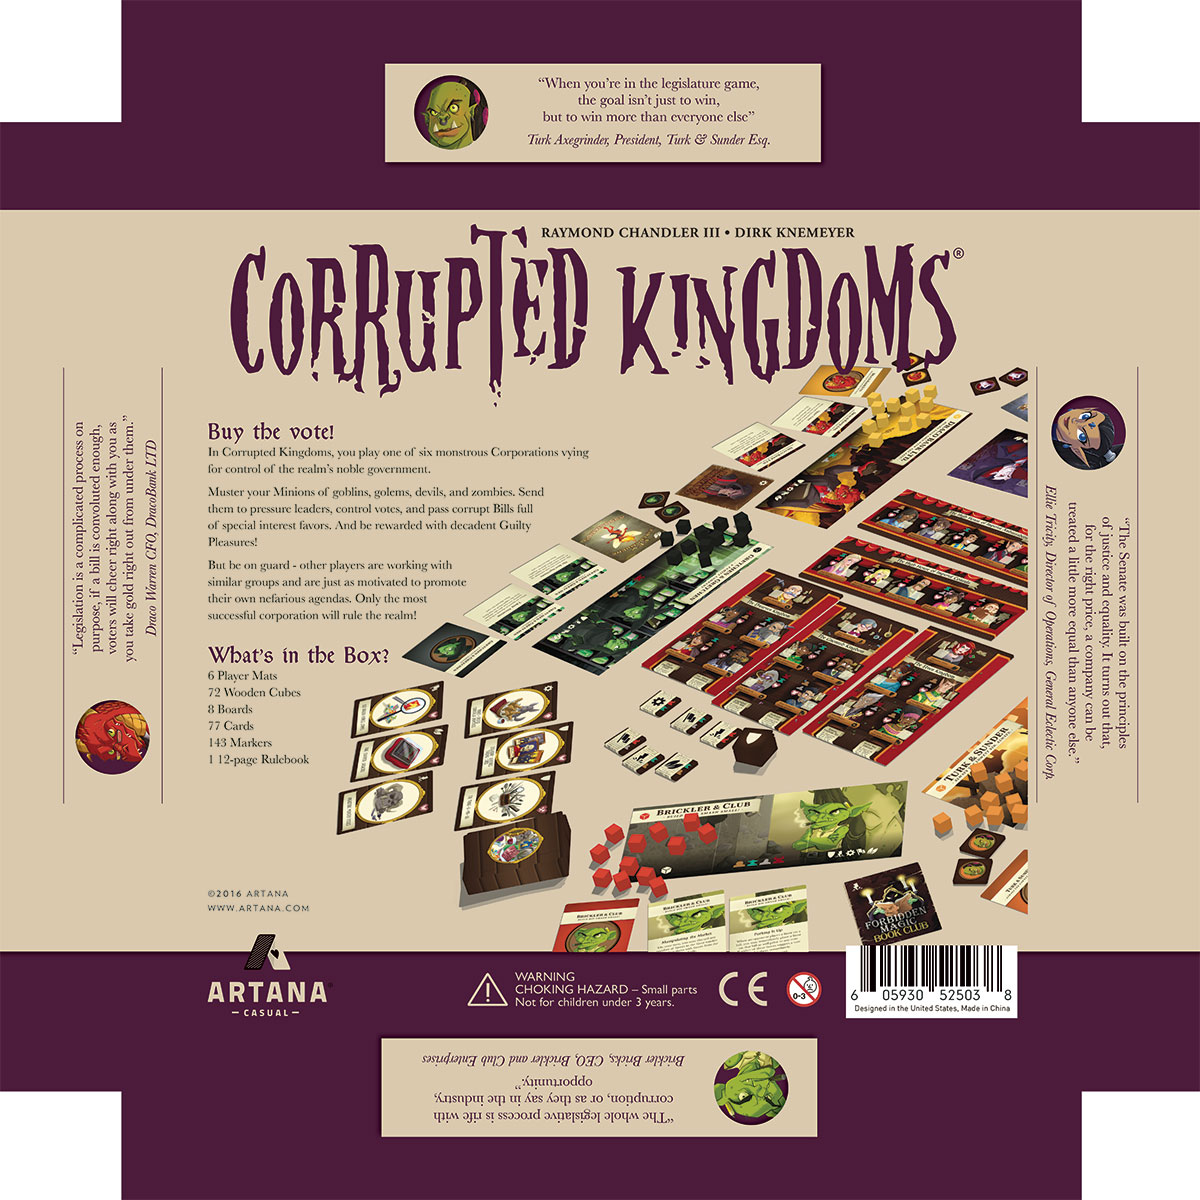 “When you’re in the legislature game,
the goal isn’t just to win,
but to win more than everyone else”
Turk Axegrinder, President, Turk & Sunder Esq.
RAYMOND CHANDLER III • DIRK KNEMEYER
CORRUPTED KINGDOMS®
Buy the vote!
In Corrupted Kingdoms, you play one of six monstrous Corporations vying
for control of the realm’s noble government.
Muster your Minions of goblins, golems, devils, and zombies. Send
them to pressure leaders, control votes, and pass corrupt Bills full
of special interest favors. And be rewarded with decadent Guilty
Pleasures!
But be on guard - other players are working with
similar groups and are just as motivated to promote
their own nefarious agendas. Only the most
successful corporation will rule the realm!
What’s in the Box?
6 Player Mats
72 Wooden Cubes
8 Boards
77 Cards
143 Markers
1 12-page Rulebook
“Legislation is a complicated process on
purpose, if a bill is convoluted enough,
voters will cheer right along with you as
you take gold right out from under them.”
Draco Warren CFO, DracoBank LTD
“The Senate was built on the principles
of justice and equality. It turns out that,
for the right price, a company can be
treated a little more equal than anyone else.”
Ellie Tricity, Director of Operations, General Eclectic Corp.
TURK & SUNDER
BRICKLER & CLUB
BRICKLER & CLUB
BRICKLER & CLUB
Manipulating the Market
BRICKLER & CLUB
Putting It Up
FORBIDDEN
MAGIC
BOOK CLUB
©2016 ARTANA
WWW.ARTANA.COM
ARTANA
– CASUAL –
WARNING
CHOKING HAZARD – Small parts
Not for children under 3 years.
CE
0-3
6 05930 52503 8
Designed in the United States, Made in China
“The whole legislative process is rife with
corruption, or as they say in the industry,
opportunity.”
Brickler Bricks, CEO, Brickler and Club Enterprises